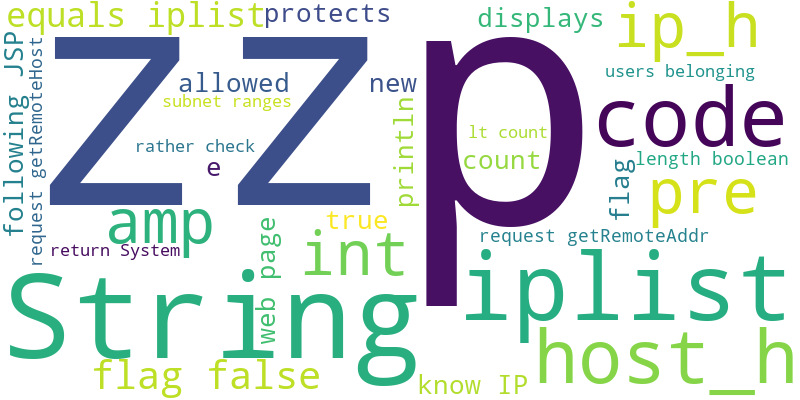 equals iplist
protects
displays
ip_h
following JSP
request getRemoteHost
z z
p
allowed
new
subnet ranges
users belonging
code
println
rather check
lt count
e
count
length boolean
flag
pre
amp
true
web page
int
request getRemoteAddr
return System
String
iplist
host_h
flag false
know IP